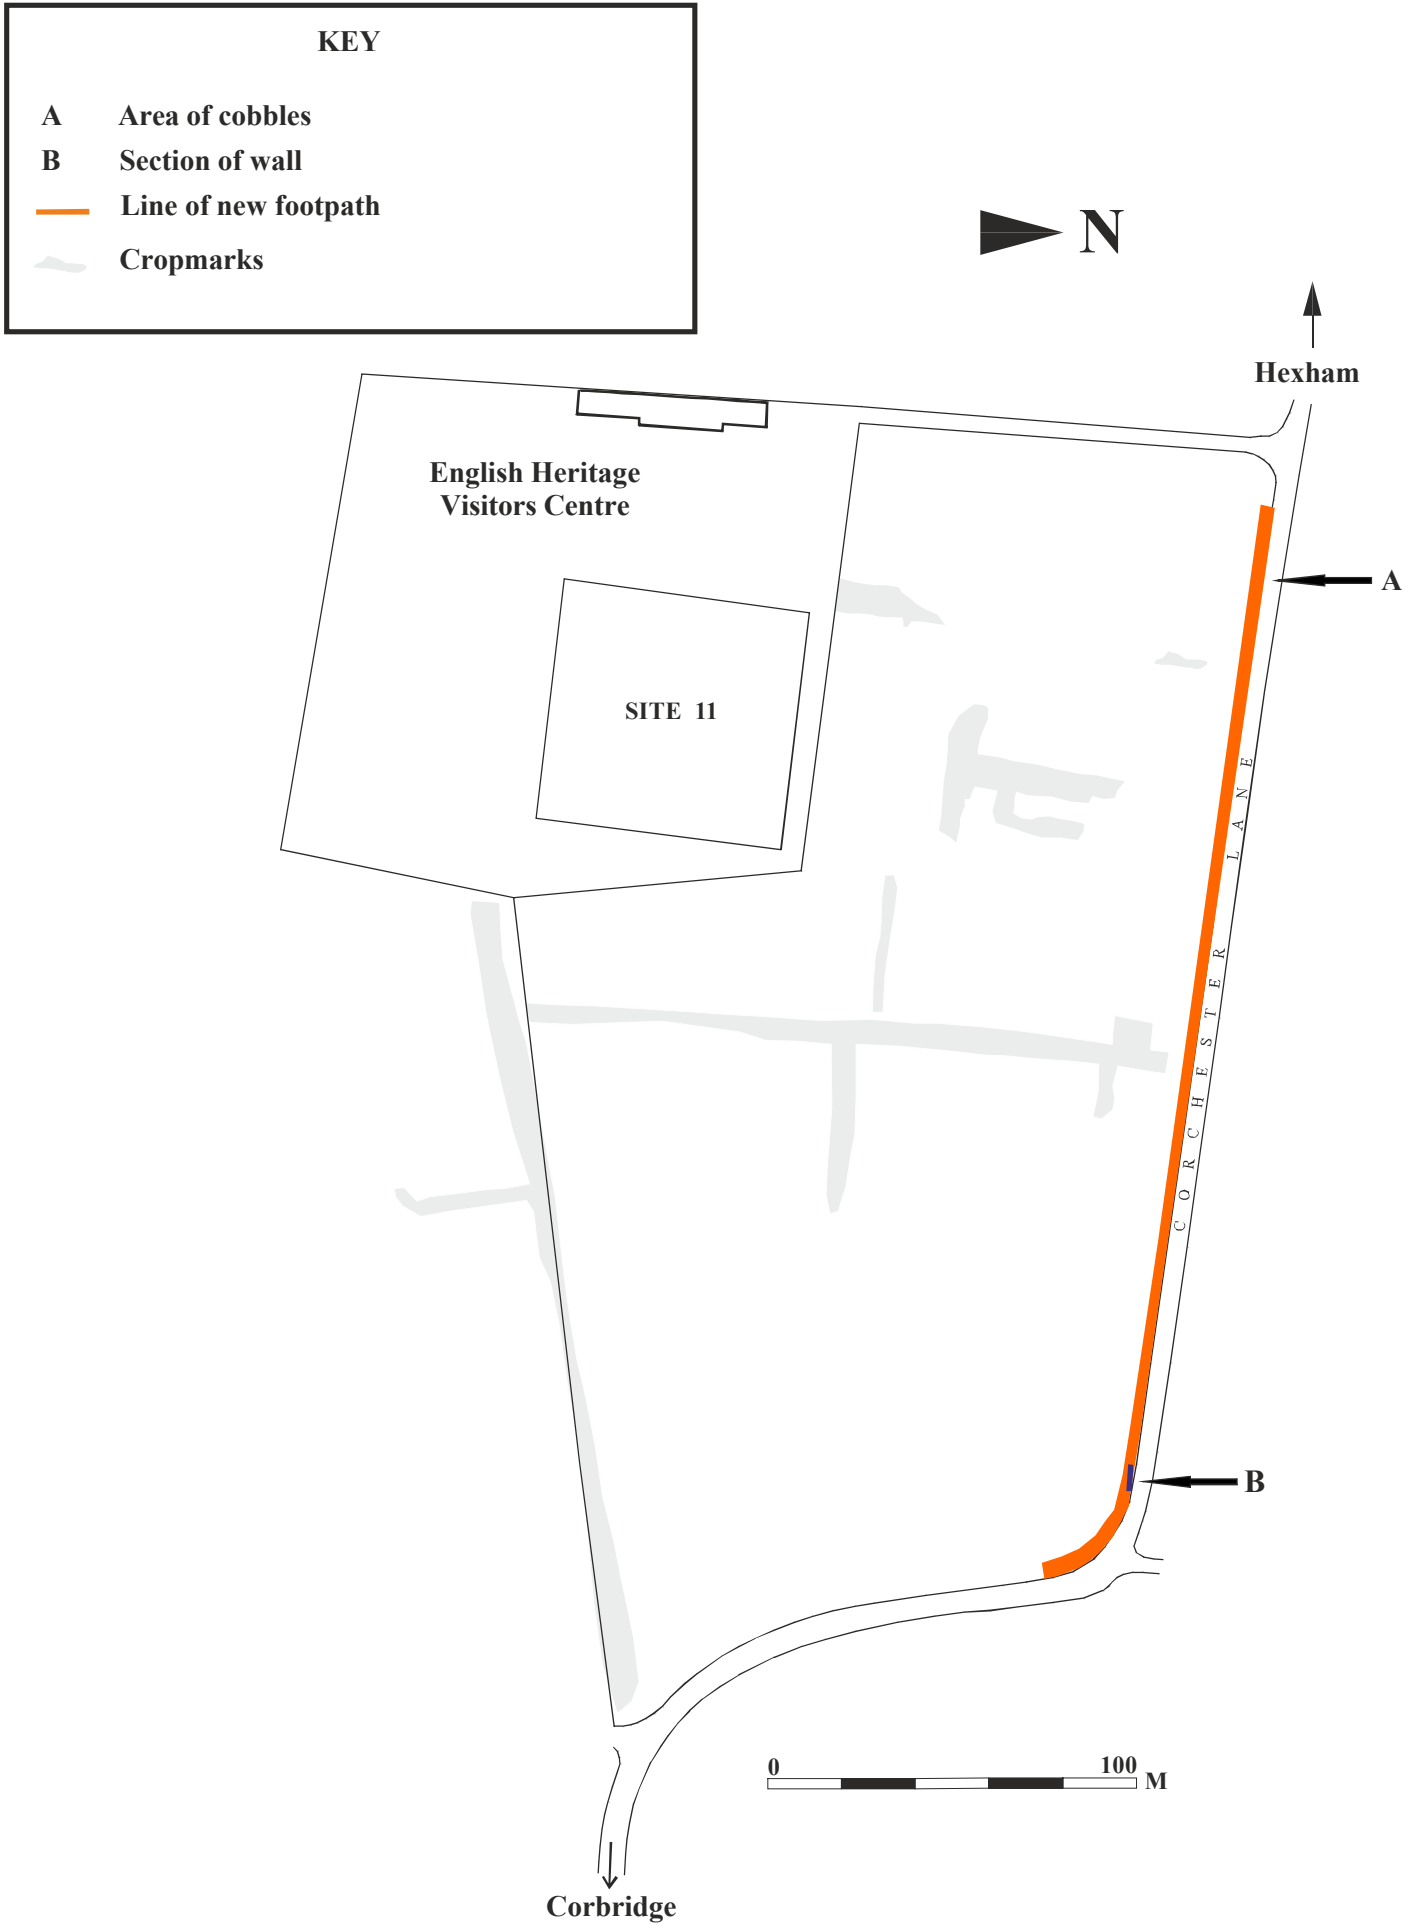 KEY
A Area of cobbles
B Section of wall
Line of new footpath
Cropmarks
N
Hexham
English Heritage
Visitors Centre
A
SITE 11
CORCHESTER LANE
B
0 100 M
Corbridge